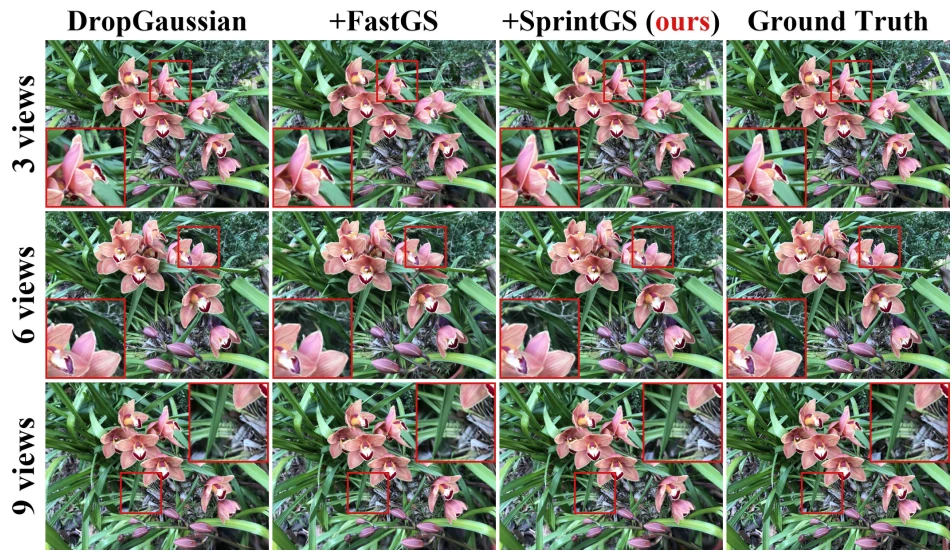 DropGaussian +FastGS +SprintGS (ours) Ground Truth
3 views
6 views
9 views